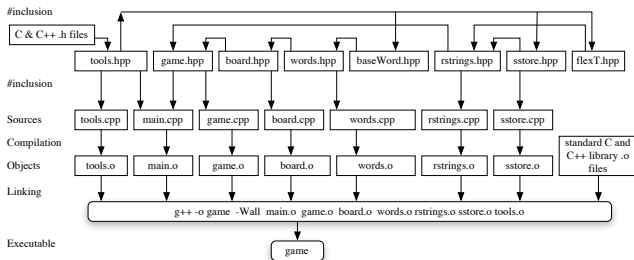 #inclusion
C & C++ .h files
tools.hpp game.hpp board.hpp words.hpp baseWord.hpp rstrings.hpp sstore.hpp flexT.hpp
#inclusion
Sources tools.cpp main.cpp game.cpp board.cpp words.cpp rstrings.cpp sstore.cpp
Compilation
Objects tools.o main.o game.o board.o words.o rstrings.o sstore.o
standard C and
C++ library .o
files
Linking
g++ -o game -Wall main.o game.o board.o words.o rstrings.o sstore.o tools.o
Executable
game